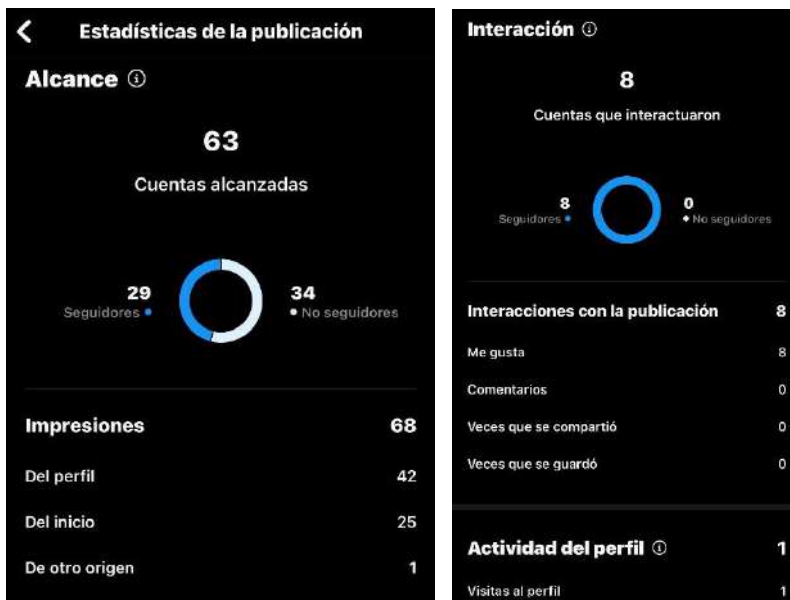 Estadísticas de la publicación
Alcance
63
Cuentas alcanzadas
29
Seguidores
34
No seguidores
Impresiones 68
Del perfil 42
Del inicio 25
De otro origen 1
Interacción
8
Cuentas que interactuaron
8
Seguidores
0
No seguidores
Interacciones con la publicación 8
Me gusta 8
Comentarios 0
Veces que se compartió 0
Veces que se guardó 0
Actividad del perfil 1
Visitas al perfil 1